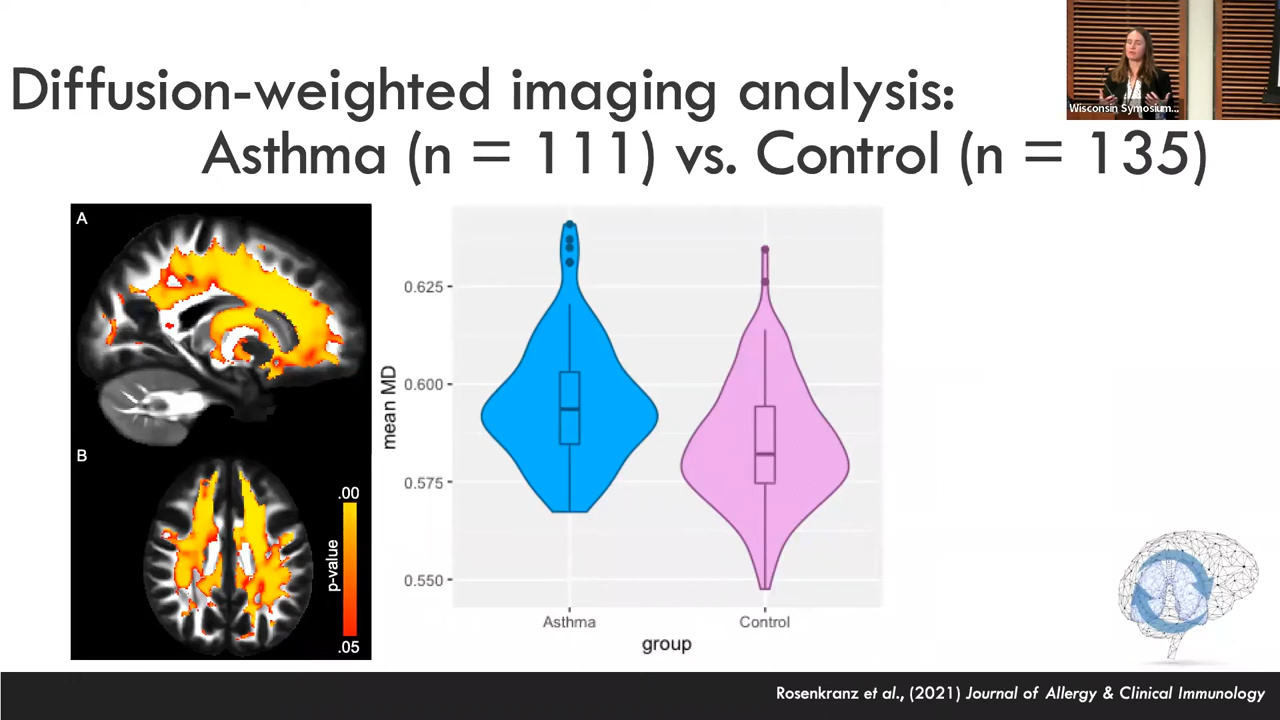 Diffusion-weighted imaging analysis:
Asthma (n = 111) vs. Control (n = 135)
Wisconsin Symposium...
A
B
.00
p-value
.05
mean MD
0.625
0.600
0.575
0.550
Asthma
Control
group
Rosenkranz et al., (2021) Journal of Allergy & Clinical Immunology